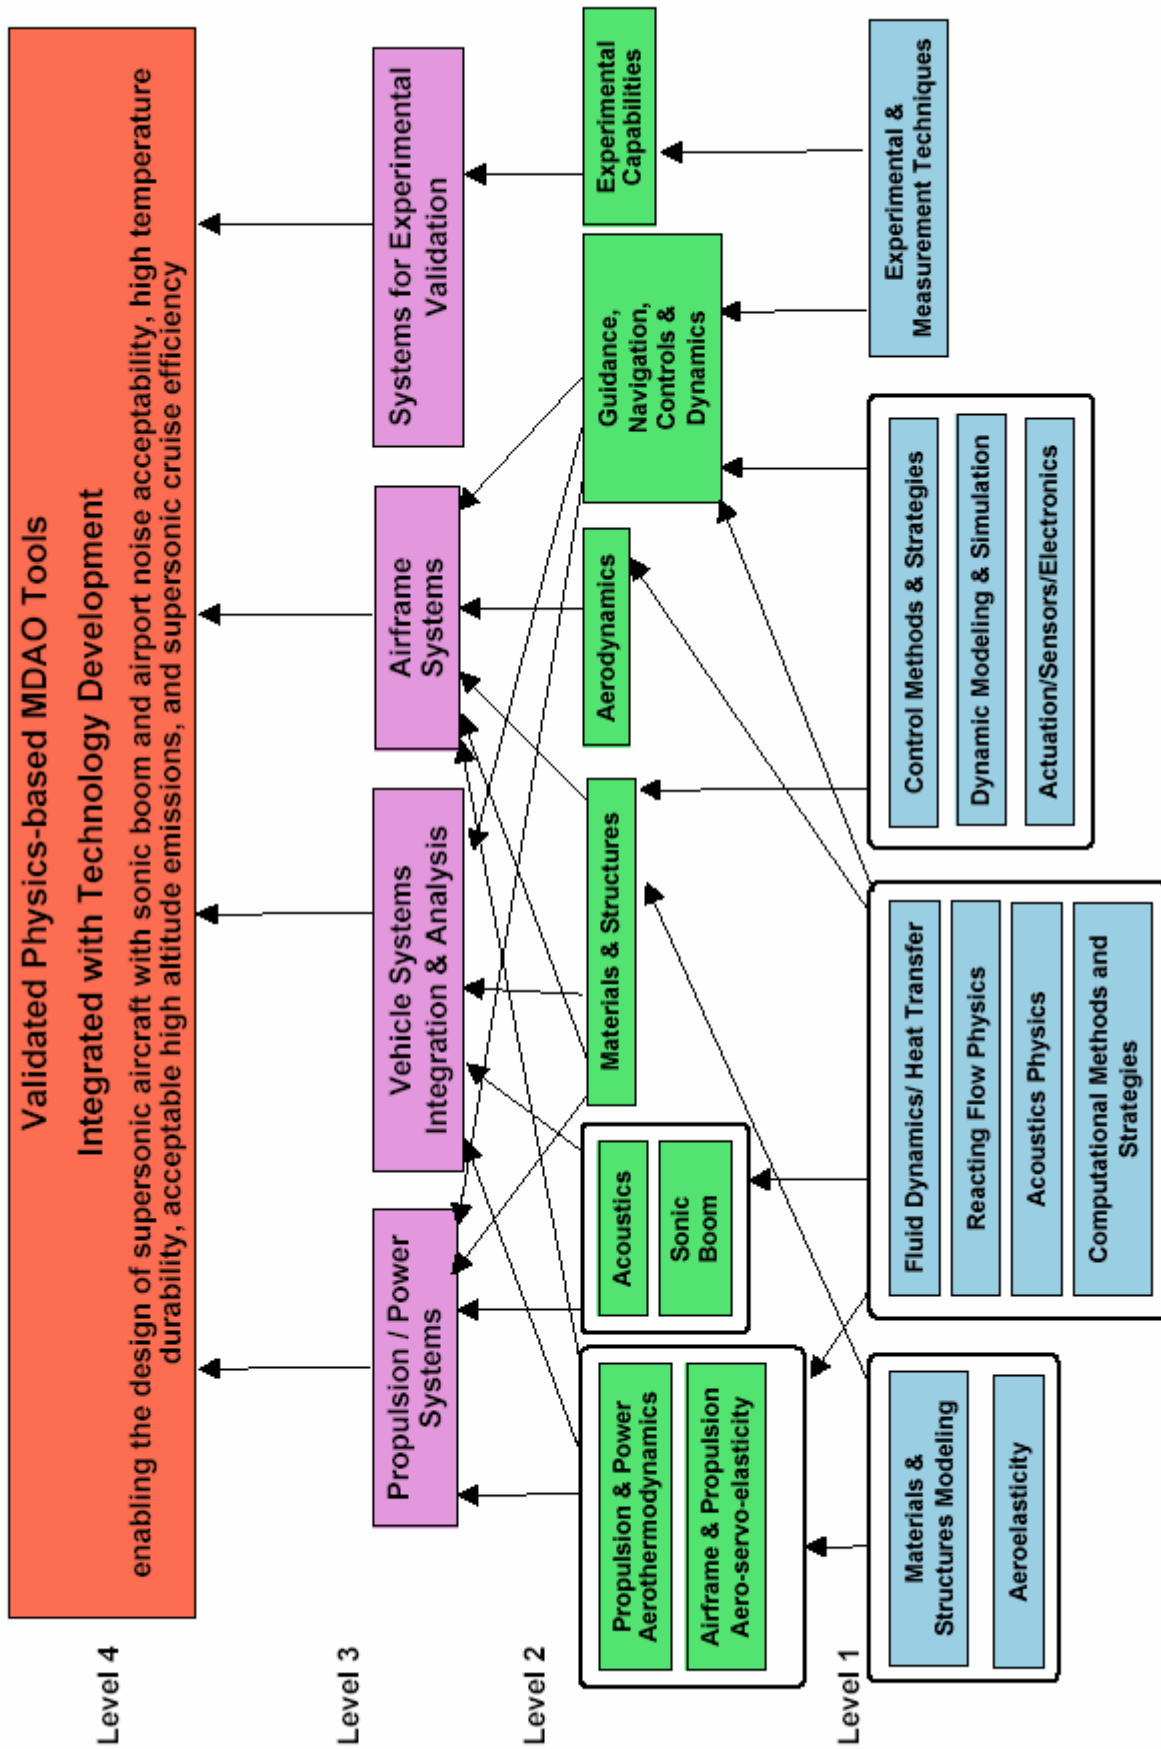 Level 4
Validated Physics-based MDAO Tools
Integrated with Technology Development
enabling the design of supersonic aircraft with sonic boom and airport noise acceptability, high temperature
durability, acceptable high altitude emissions, and supersonic cruise efficiency
Level 3
Propulsion / Power
Systems
Vehicle Systems
Integration & Analysis
Airframe
Systems
Systems for Experimental
Validation
Level 2
Propulsion & Power
Aerothermodynamics
Airframe & Propulsion
Aero-servo-elasticity
Acoustics
Sonic
Boom
Materials & Structures
Aerodynamics
Guidance,
Navigation,
Controls &
Dynamics
Experimental
Capabilities
Level 1
Materials &
Structures Modeling
Aeroelasticity
Fluid Dynamics/ Heat Transfer
Reacting Flow Physics
Acoustics Physics
Computational Methods and
Strategies
Control Methods & Strategies
Dynamic Modeling & Simulation
Actuation/Sensors/Electronics
Experimental &
Measurement Techniques